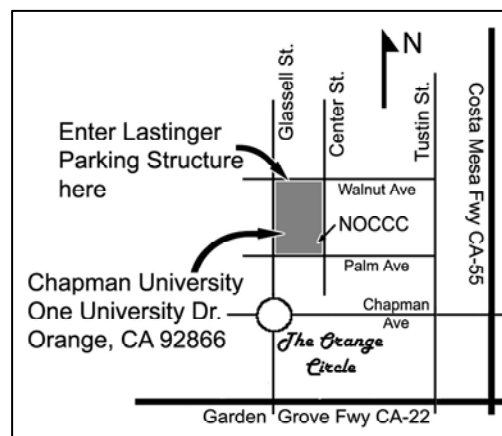 N
Glassell St.
Center St.
Tustin St.
Costa Mesa Fwy CA-55
Enter Lastinger
Parking Structure
here
Walnut Ave
NOCCC
Palm Ave
Chapman University
One University Dr.
Orange, CA 92866
Chapman
Ave
The Orange
Circle
Garden Grove Fwy CA-22